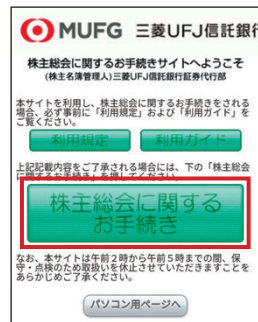 MUFG 三菱UFJ信託銀行
株主総会に関するお手続きサイトへようこそ
(株主名簿管理人)三菱UFJ信託銀行証券代行部
本サイトを利用し、株主総会に関するお手続きをされる
場合、必ず事前に「利用規定」および「利用ガイド」を
ご覧ください。
利用規定 利用ガイド
上記記載内容をご了承される場合には、下の「株主総会
に関するお手続き」を押してください。
株主総会に関する
お手続き
なお、本サイトは午前2時から午前5時までの間、保
守・点検のため取扱いを休止させていただきますことを
あらかじめご了承ください。
パソコン用ページへ